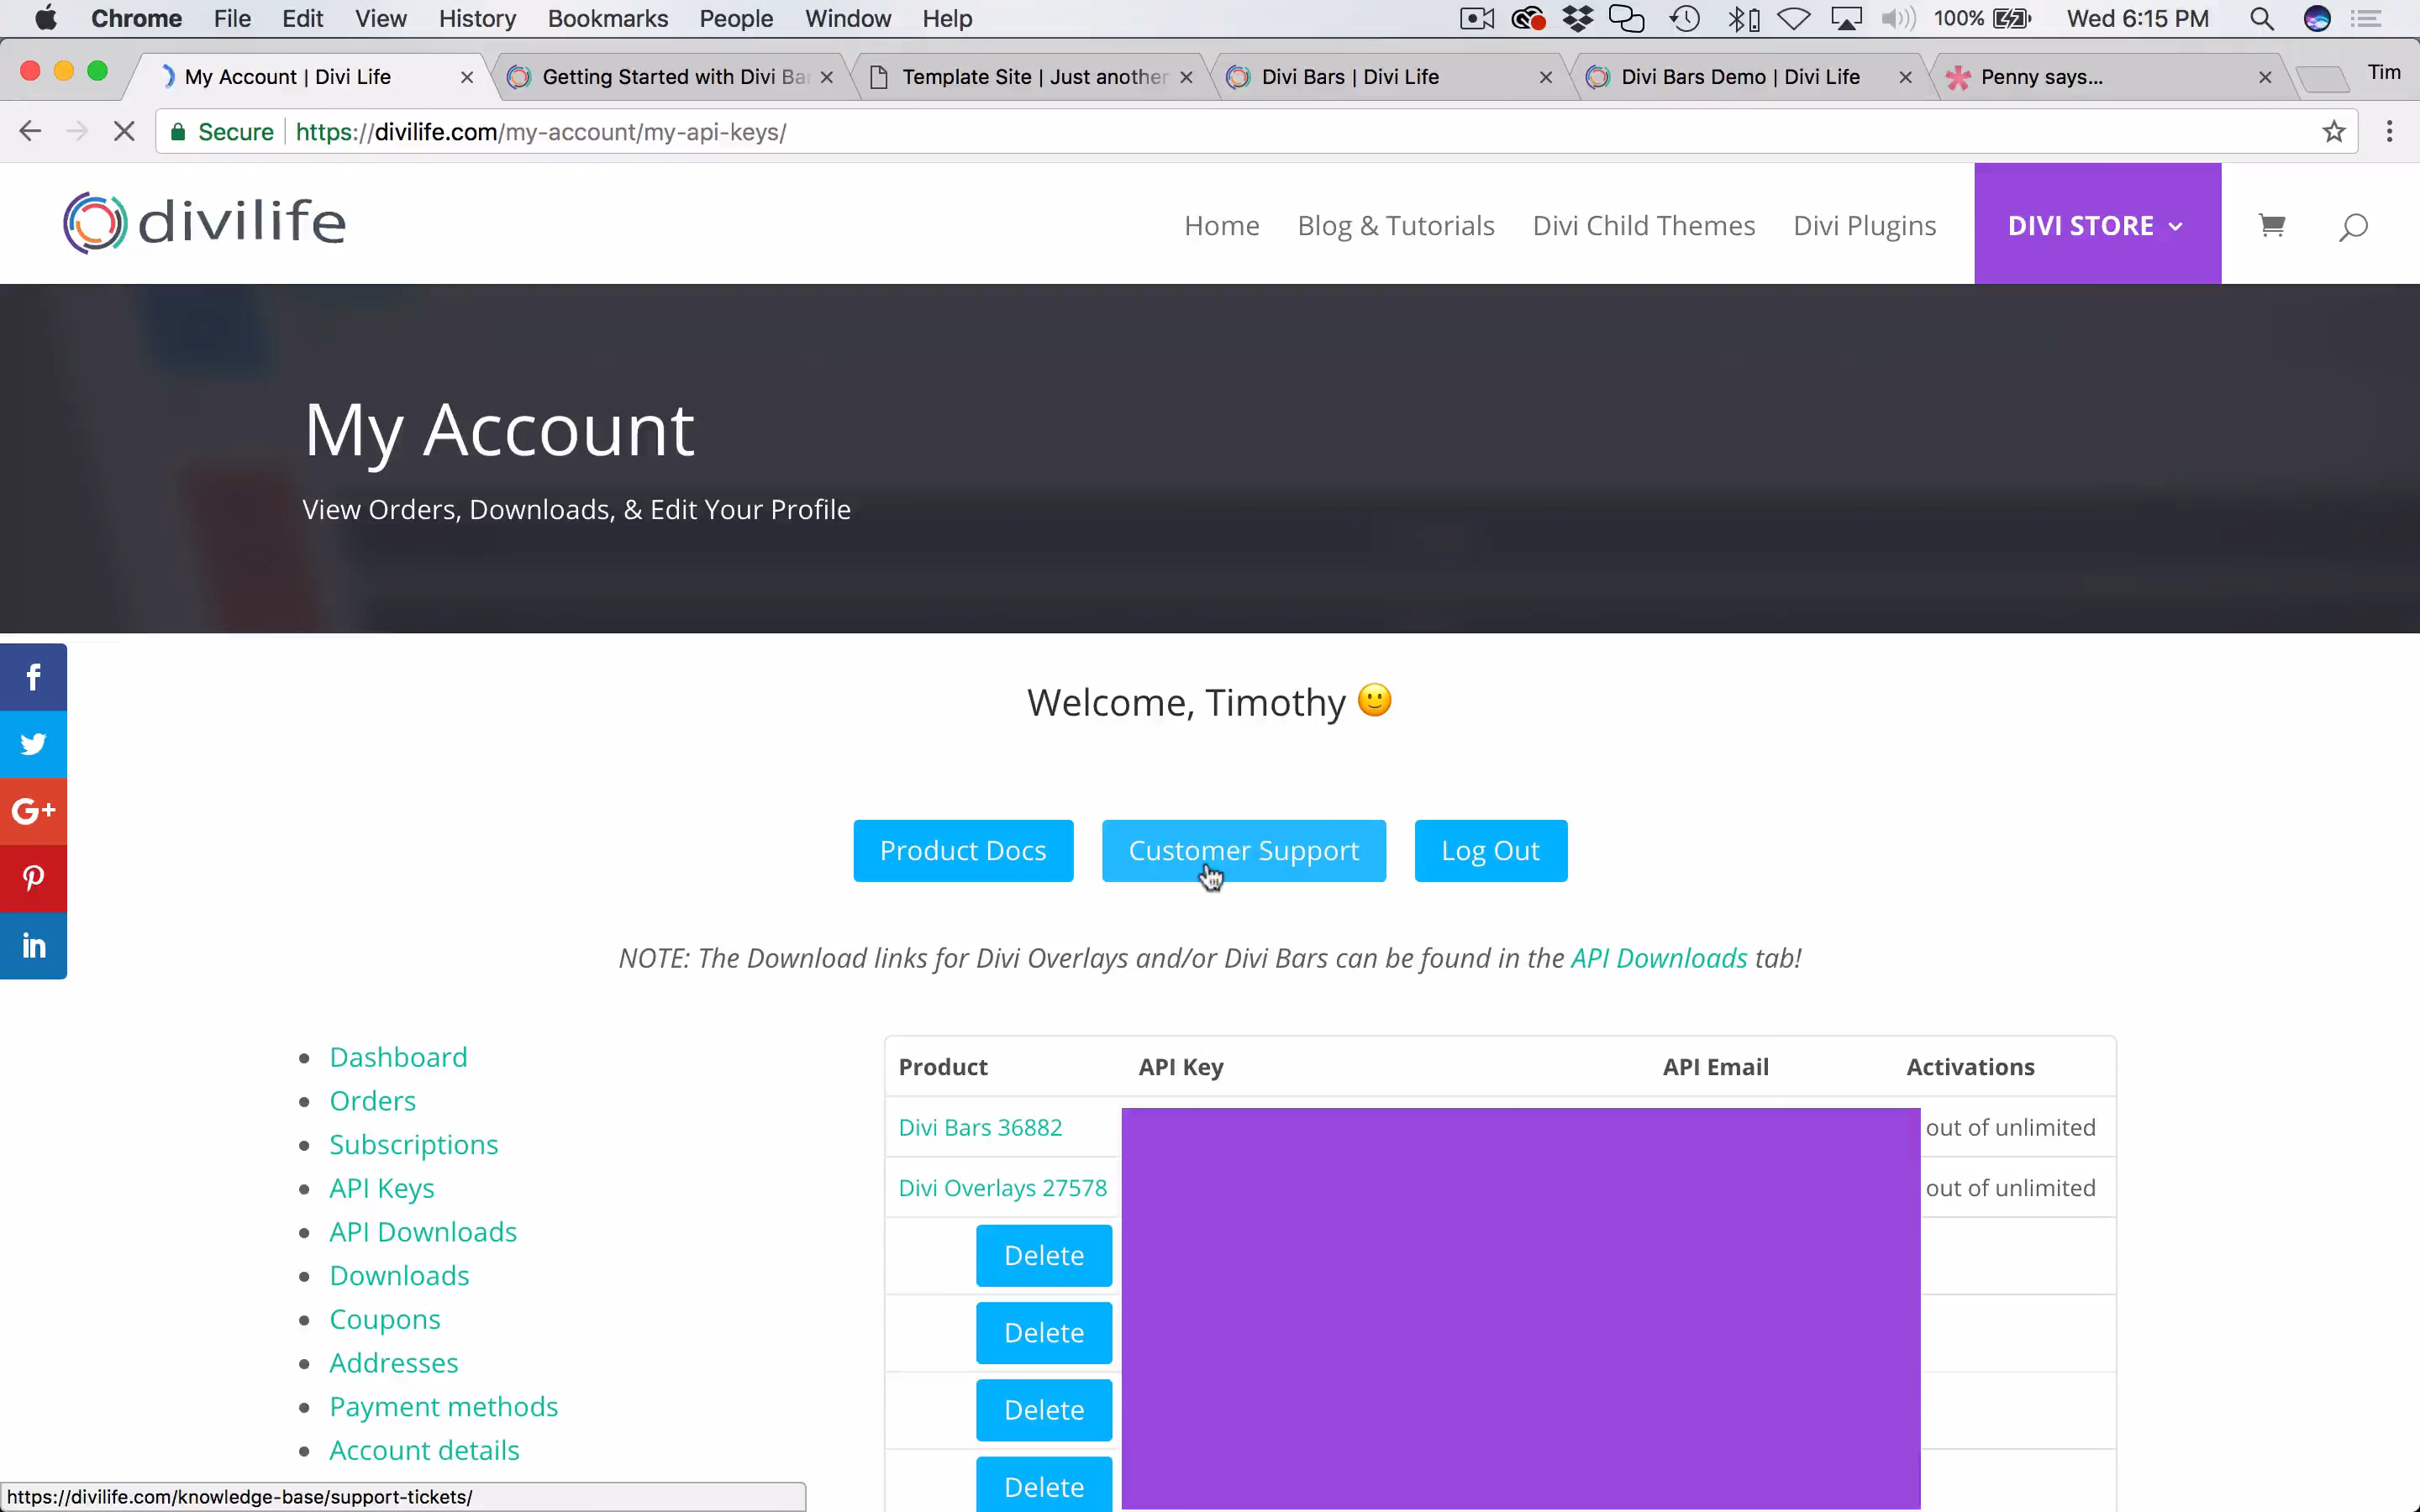 Chrome File Edit View History Bookmarks People Window Help 100% Wed 6:15 PM
My Account | Divi Life Getting Started with Divi Bar Template Site | Just another Divi Bars | Divi Life Divi Bars Demo | Divi Life Penny says... Tim
Secure https://divilife.com/my-account/my-api-keys/
divilife Home Blog & Tutorials Divi Child Themes Divi Plugins DIVI STORE
My Account
View Orders, Downloads, & Edit Your Profile
f
Welcome, Timothy
G+
Product Docs Customer Support Log Out
in
NOTE: The Download links for Divi Overlays and/or Divi Bars can be found in the API Downloads tab!
Dashboard
Orders
Subscriptions
API Keys
API Downloads
Downloads
Coupons
Addresses
Payment methods
Account details
Product API Key API Email Activations
Divi Bars 36882 out of unlimited
Divi Overlays 27578 out of unlimited
Delete
Delete
Delete
Delete
https://divilife.com/knowledge-base/support-tickets/